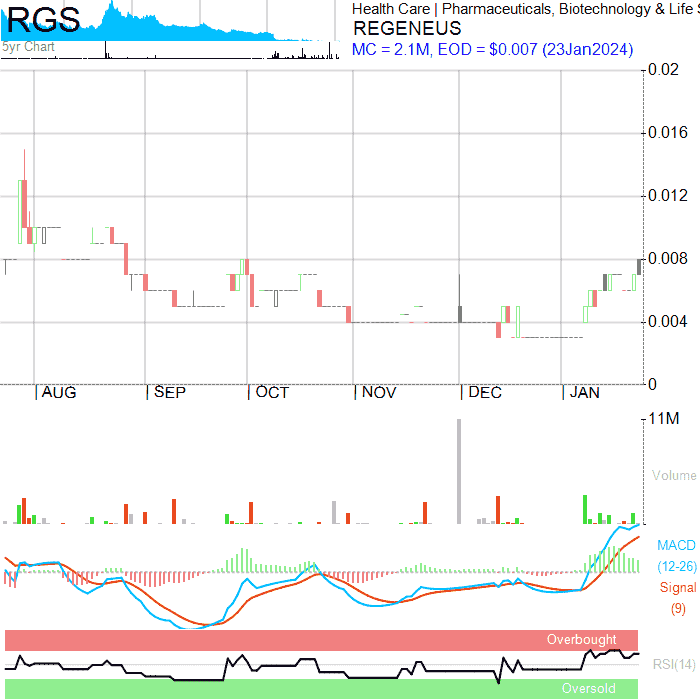 RGS
5yr Chart
Health Care | Pharmaceuticals, Biotechnology & Life S
REGENEUS
MC = 2.1M, EOD = $0.007 (23Jan2024)
0.02
0.016
0.012
0.008
0.004
0
AUG SEP OCT NOV DEC JAN
11M
Volume
MACD
(12-26)
Signal
(9)
Overbought
RSI(14)
Oversold